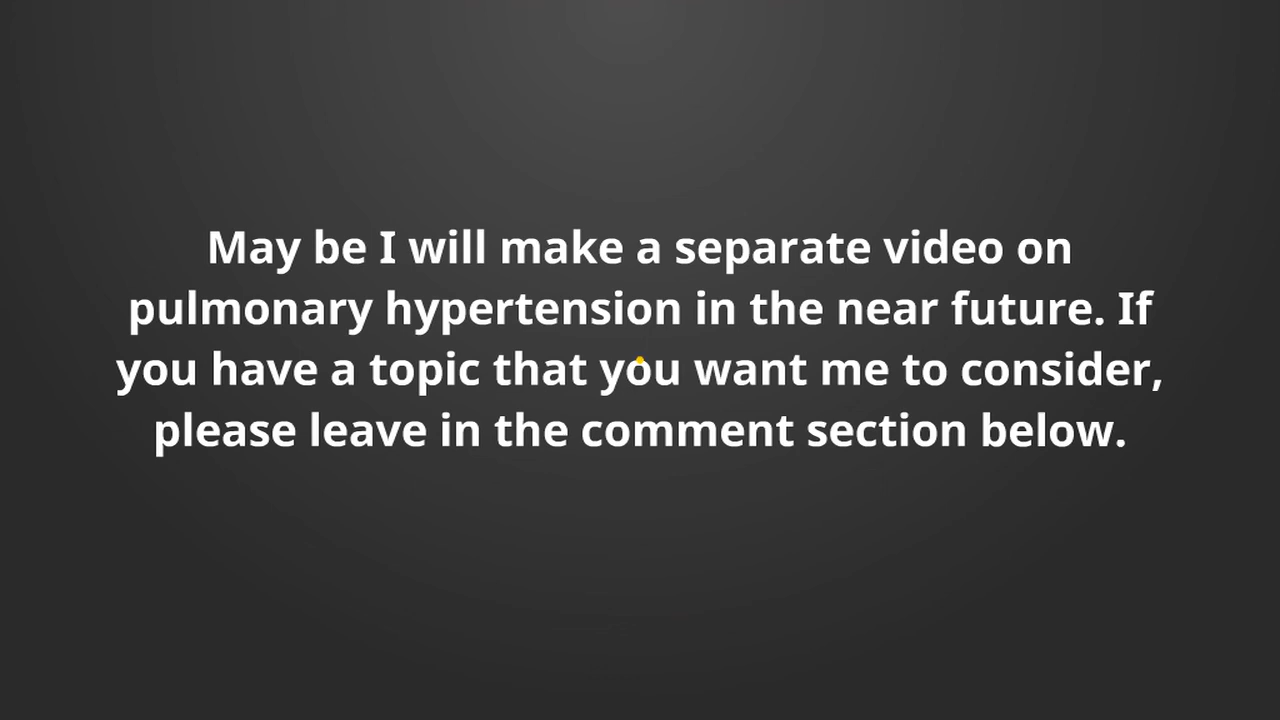 May be I will make a separate video on
pulmonary hypertension in the near future. If
you have a topic that you want me to consider,
please leave in the comment section below.